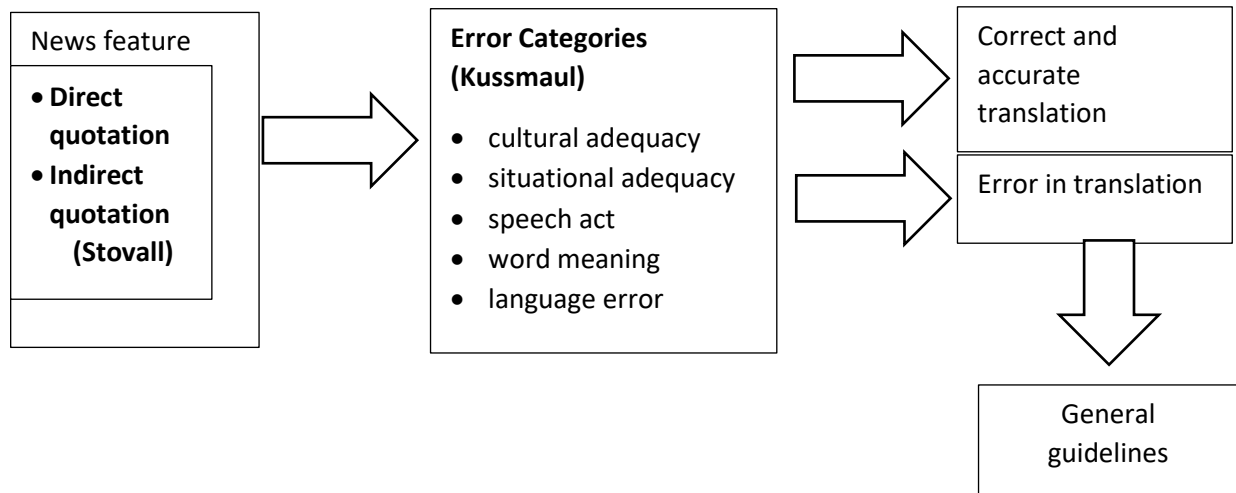 News feature
• Direct
quotation
• Indirect
quotation
(Stovall)
Error Categories
(Kussmaul)
• cultural adequacy
• situational adequacy
• speech act
• word meaning
• language error
Correct and
accurate
translation
Error in translation
General
guidelines